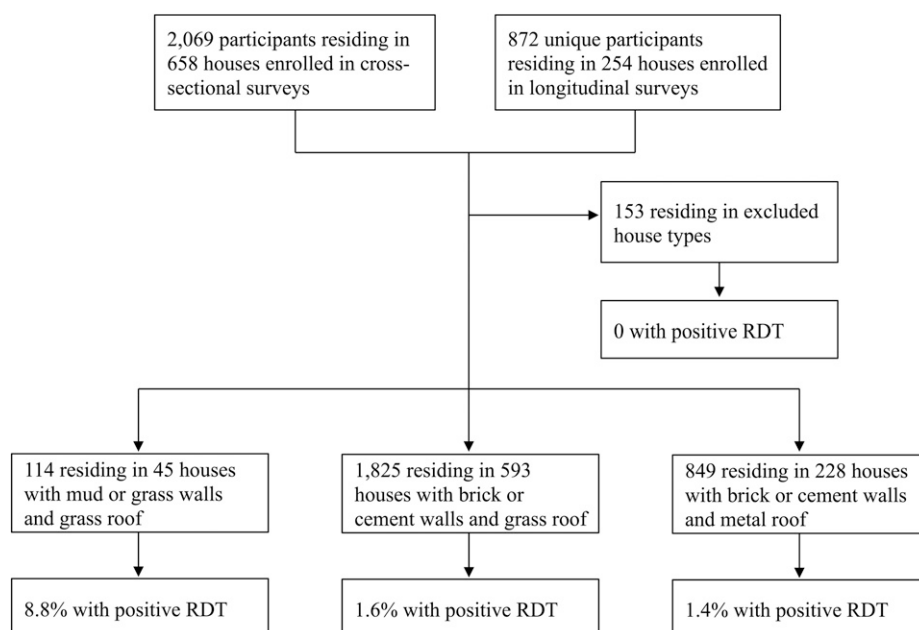 2,069 participants residing in
658 houses enrolled in cross-
sectional surveys
872 unique participants
residing in 254 houses enrolled
in longitudinal surveys
153 residing in excluded
house types
0 with positive RDT
114 residing in 45 houses
with mud or grass walls
and grass roof
1,825 residing in 593
houses with brick or
cement walls and grass roof
849 residing in 228 houses
with brick or cement walls
and metal roof
8.8% with positive RDT
1.6% with positive RDT
1.4% with positive RDT